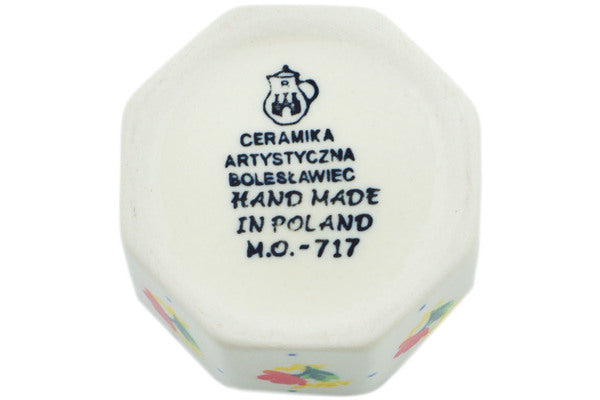 CERAMIKA
ARTYSTYCZNA
BOLESŁAWIEC
HAND MADE
IN POLAND
M.O.-717